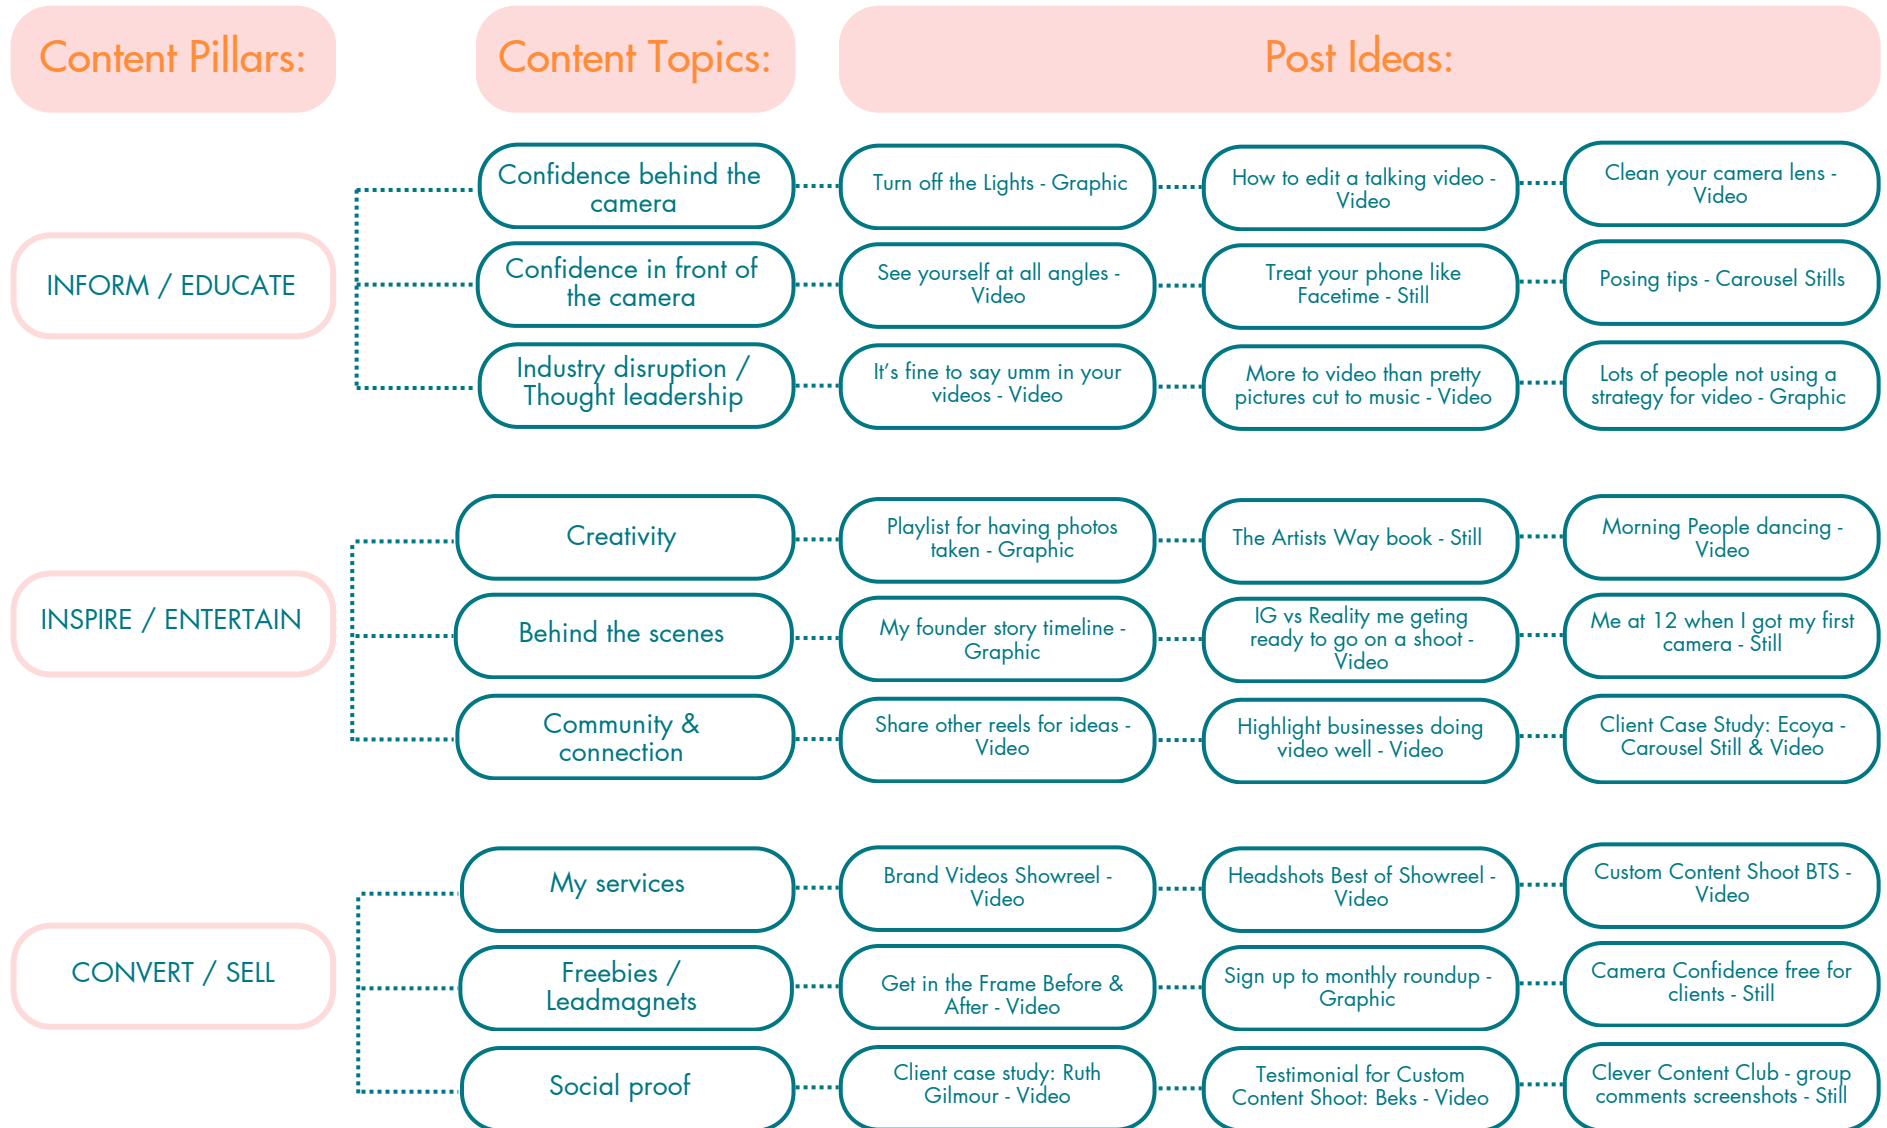 Content Pillars:
Content Topics:
Post Ideas:
INFORM / EDUCATE
Confidence behind the
camera
Turn off the Lights - Graphic
How to edit a talking video -
Video
Clean your camera lens -
Video
Confidence in front of
the camera
See yourself at all angles -
Video
Treat your phone like
Facetime - Still
Posing tips - Carousel Stills
Industry disruption /
Thought leadership
It's fine to say umm in your
videos - Video
More to video than pretty
pictures cut to music - Video
Lots of people not using a
strategy for video - Graphic
INSPIRE / ENTERTAIN
Creativity
Playlist for having photos
taken - Graphic
The Artists Way book - Still
Morning People dancing -
Video
Behind the scenes
My founder story timeline -
Graphic
IG vs Reality me geting
ready to go on a shoot -
Video
Me at 12 when I got my first
camera - Still
Community &
connection
Share other reels for ideas -
Video
Highlight businesses doing
video well - Video
Client Case Study: Ecoya -
Carousel Still & Video
CONVERT / SELL
My services
Brand Videos Showreel -
Video
Headshots Best of Showreel -
Video
Custom Content Shoot BTS -
Video
Freebies /
Leadmagnets
Get in the Frame Before &
After - Video
Sign up to monthly roundup -
Graphic
Camera Confidence free for
clients - Still
Social proof
Client case study: Ruth
Gilmour - Video
Testimonial for Custom
Content Shoot: Beks - Video
Clever Content Club - group
comments screenshots - Still